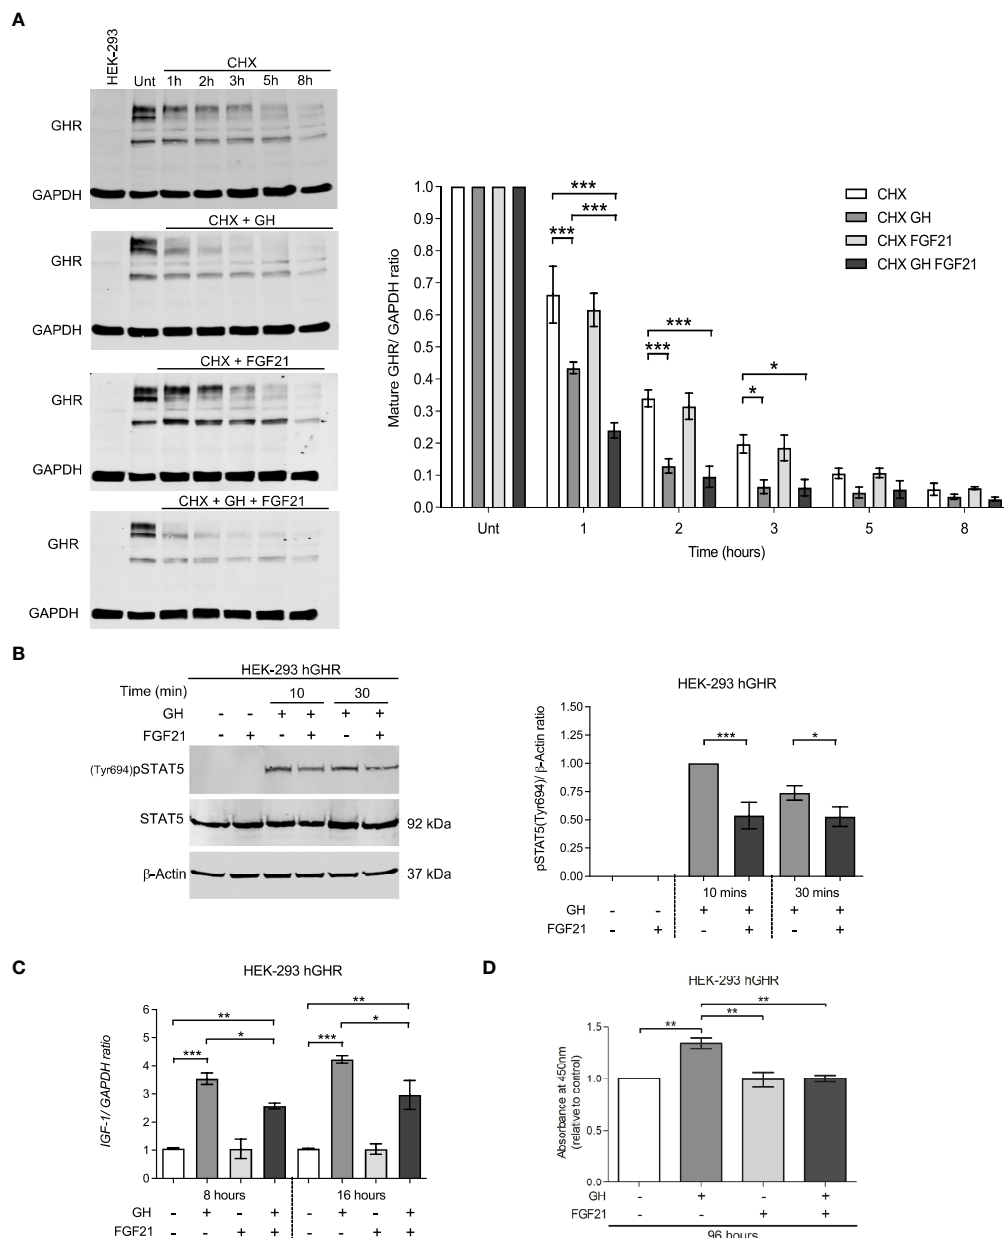 A
HEK-293
CHX
Unt 1h 2h 3h 5h 8h
GHR
GAPDH
CHX + GH
GHR
GAPDH
CHX + FGF21
GHR
GAPDH
CHX + GH + FGF21
GHR
GAPDH
Mature GHR/ GAPDH ratio
1.0
0.9
0.8
0.7
0.6
0.5
0.4
0.3
0.2
0.1
0.0
*** 
***
***
***
***
*
*
CHX
CHX GH
CHX FGF21
CHX GH FGF21
Unt 1 2 3 5 8
Time (hours)
B
HEK-293 hGHR
Time (min) 10 30
GH - - + + + +
FGF21 - + - + - +
(Tyr694)pSTAT5
STAT5 92 kDa
β-Actin 37 kDa
HEK-293 hGHR
pSTAT5(Tyr694)/ β-Actin ratio
1.50
1.25
1.00
0.75
0.50
0.25
0.00
*** *
10 mins 30 mins
GH - - + + + +
FGF21 - + - + - +
C
HEK-293 hGHR
IGF-1/ GAPDH ratio
6
5
4
3
2
1
0
** **
* *
*** ***
8 hours 16 hours
GH - + - + - + - +
FGF21 - - + + - - + +
D
HEK-293 hGHR
Absorbance at 450nm
(relative to control)
1.5
1.0
0.5
0.0
**
**
**
GH - + - +
FGF21 - - + +
96 hours